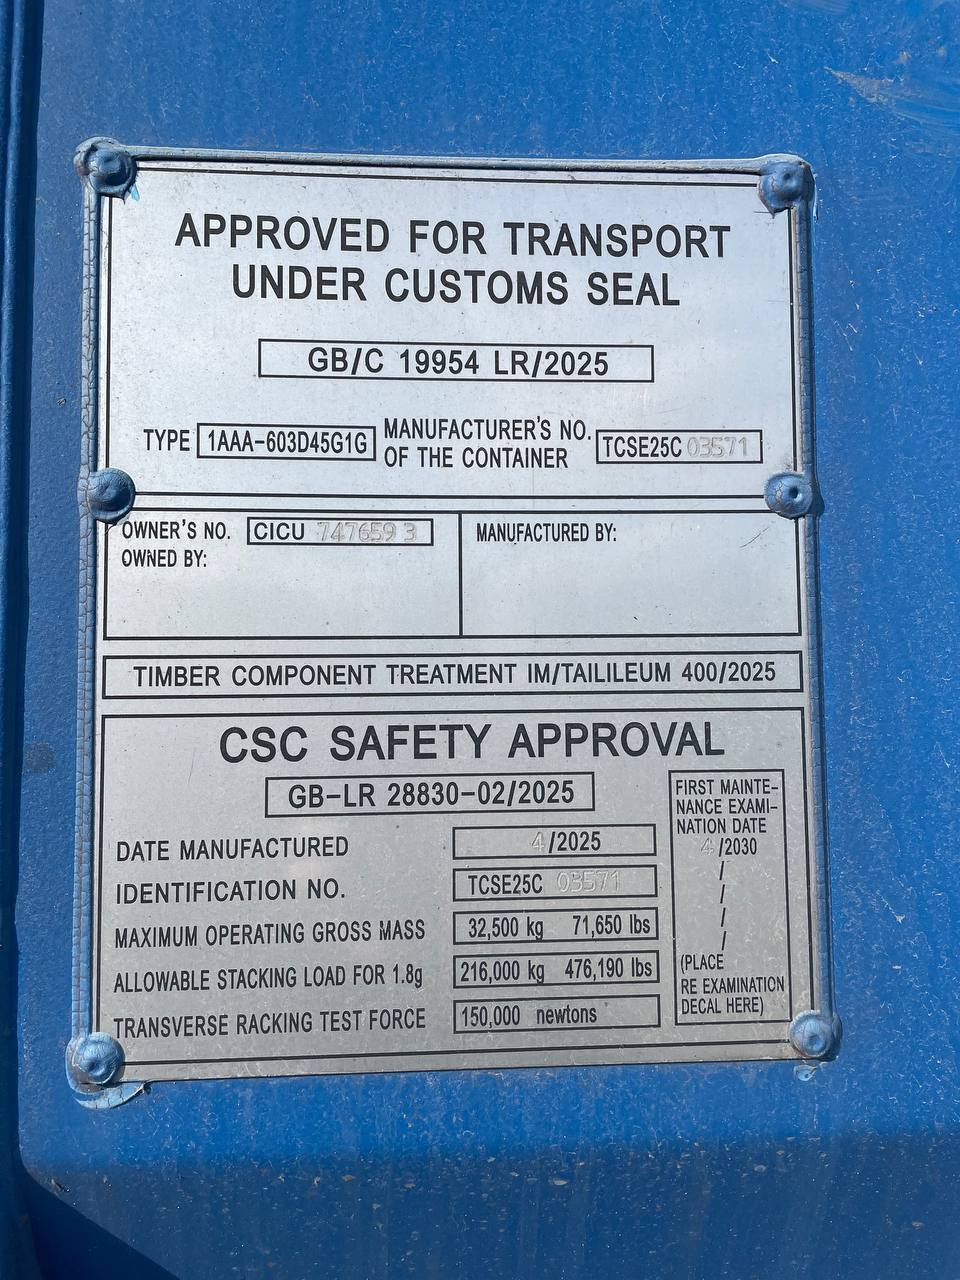 APPROVED FOR TRANSPORT
UNDER CUSTOMS SEAL
GB/C 19954 LR/2025
TYPE 1AAA-603D45G1G MANUFACTURER'S NO. OF THE CONTAINER TCSE25C 03571
OWNER'S NO. CICU 747659 3
OWNED BY:
MANUFACTURED BY:
TIMBER COMPONENT TREATMENT IM/TAILILEUM 400/2025
CSC SAFETY APPROVAL
GB-LR 28830-02/2025
DATE MANUFACTURED 4/2025
IDENTIFICATION NO. TCSE25C 03571
MAXIMUM OPERATING GROSS MASS 32,500 kg 71,650 lbs
ALLOWABLE STACKING LOAD FOR 1.8g 216,000 kg 476,190 lbs
TRANSVERSE RACKING TEST FORCE 150,000 newtons
FIRST MAINTE-
NANCE EXAMI-
NATION DATE
4/2030
/
/
/
/
(PLACE
RE EXAMINATION
DECAL HERE)